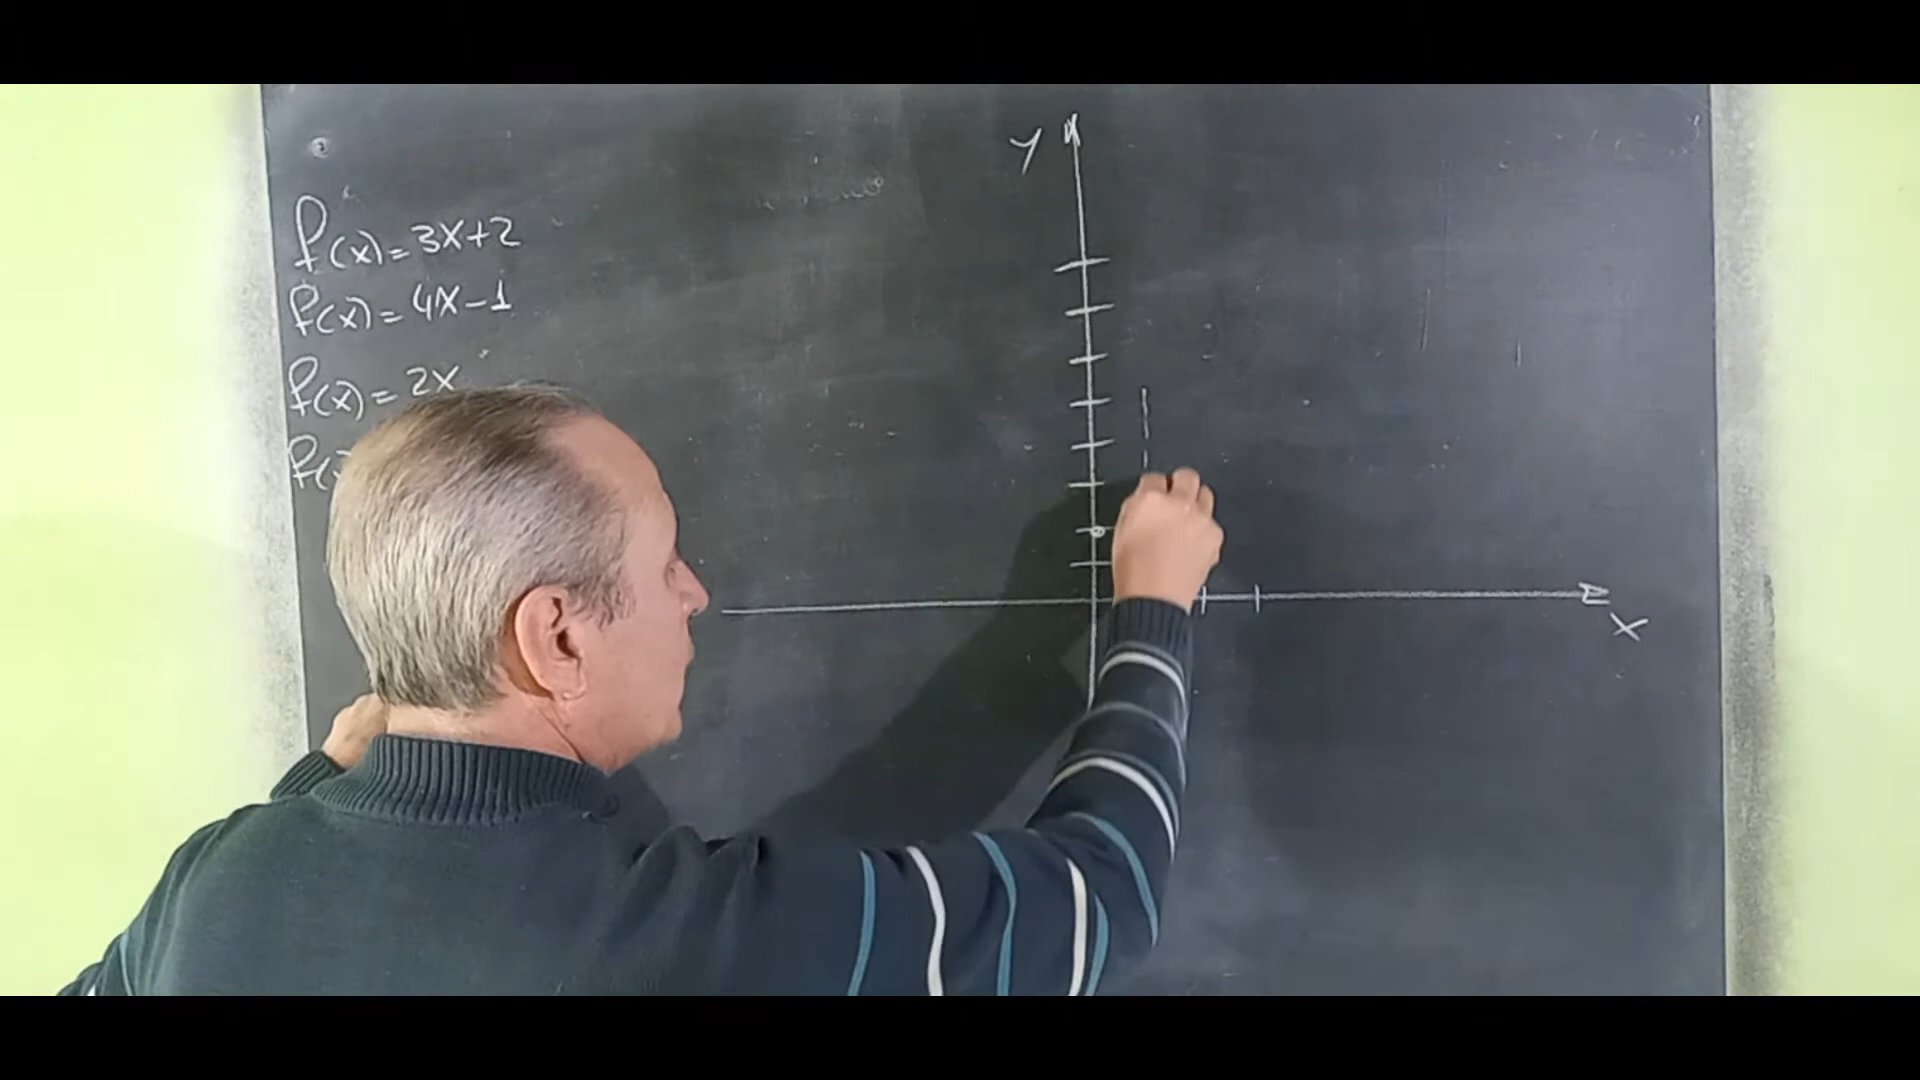 f(x)=3x+2
f(x)=4x-1
f(x)=2x
f(
y
x